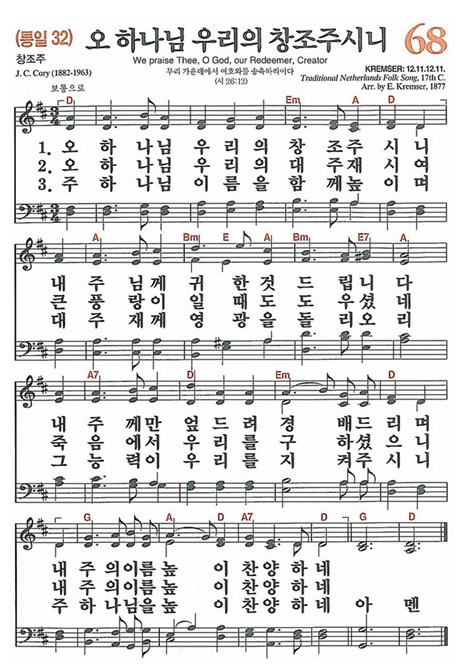 (통일 32) 오 하나님 우리의 창조주시니 68
창조주 We praise Thee, O God, our Redeemer, Creator KREMSER: 12.11.12.11.
J. C. Cory (1882-1963) 무리 가운데에서 여호와를 송축하리이다 Traditional Netherlands Folk Song, 17th C.
(시 26:12) Arr. by E. Kremser, 1877
보통으로
D Em A D
1. 오 하 나 님 우 리 의 창 조 주 시 니
2. 오 하 나 님 우 리 의 대 주 재 시 여
3. 주 하 나 님 이 름 을 함 께 높 이 며
A Bm E A Bm E7 A
내 주 님 께 귀 한 것 드 립 니 다
큰 풍 랑 이 일 때 도 도 우 셨 네
대 주 재 께 영 광 을 돌 리 오 리
A7 D Em D
내 주 께 만 엎 드 려 경 배 드 리 며
죽 음 에 서 우 리 를 구 하 셨 으 니
그 능 력 이 우 리 를 지 켜 주 시 니
G A D G D A D G D
내 주 의 이 름 높 이 찬 양 하 네
내 주 의 이 름 높 이 찬 양 하 네
주 하 나 님 을 높 이 찬 양 하 네 아 멘